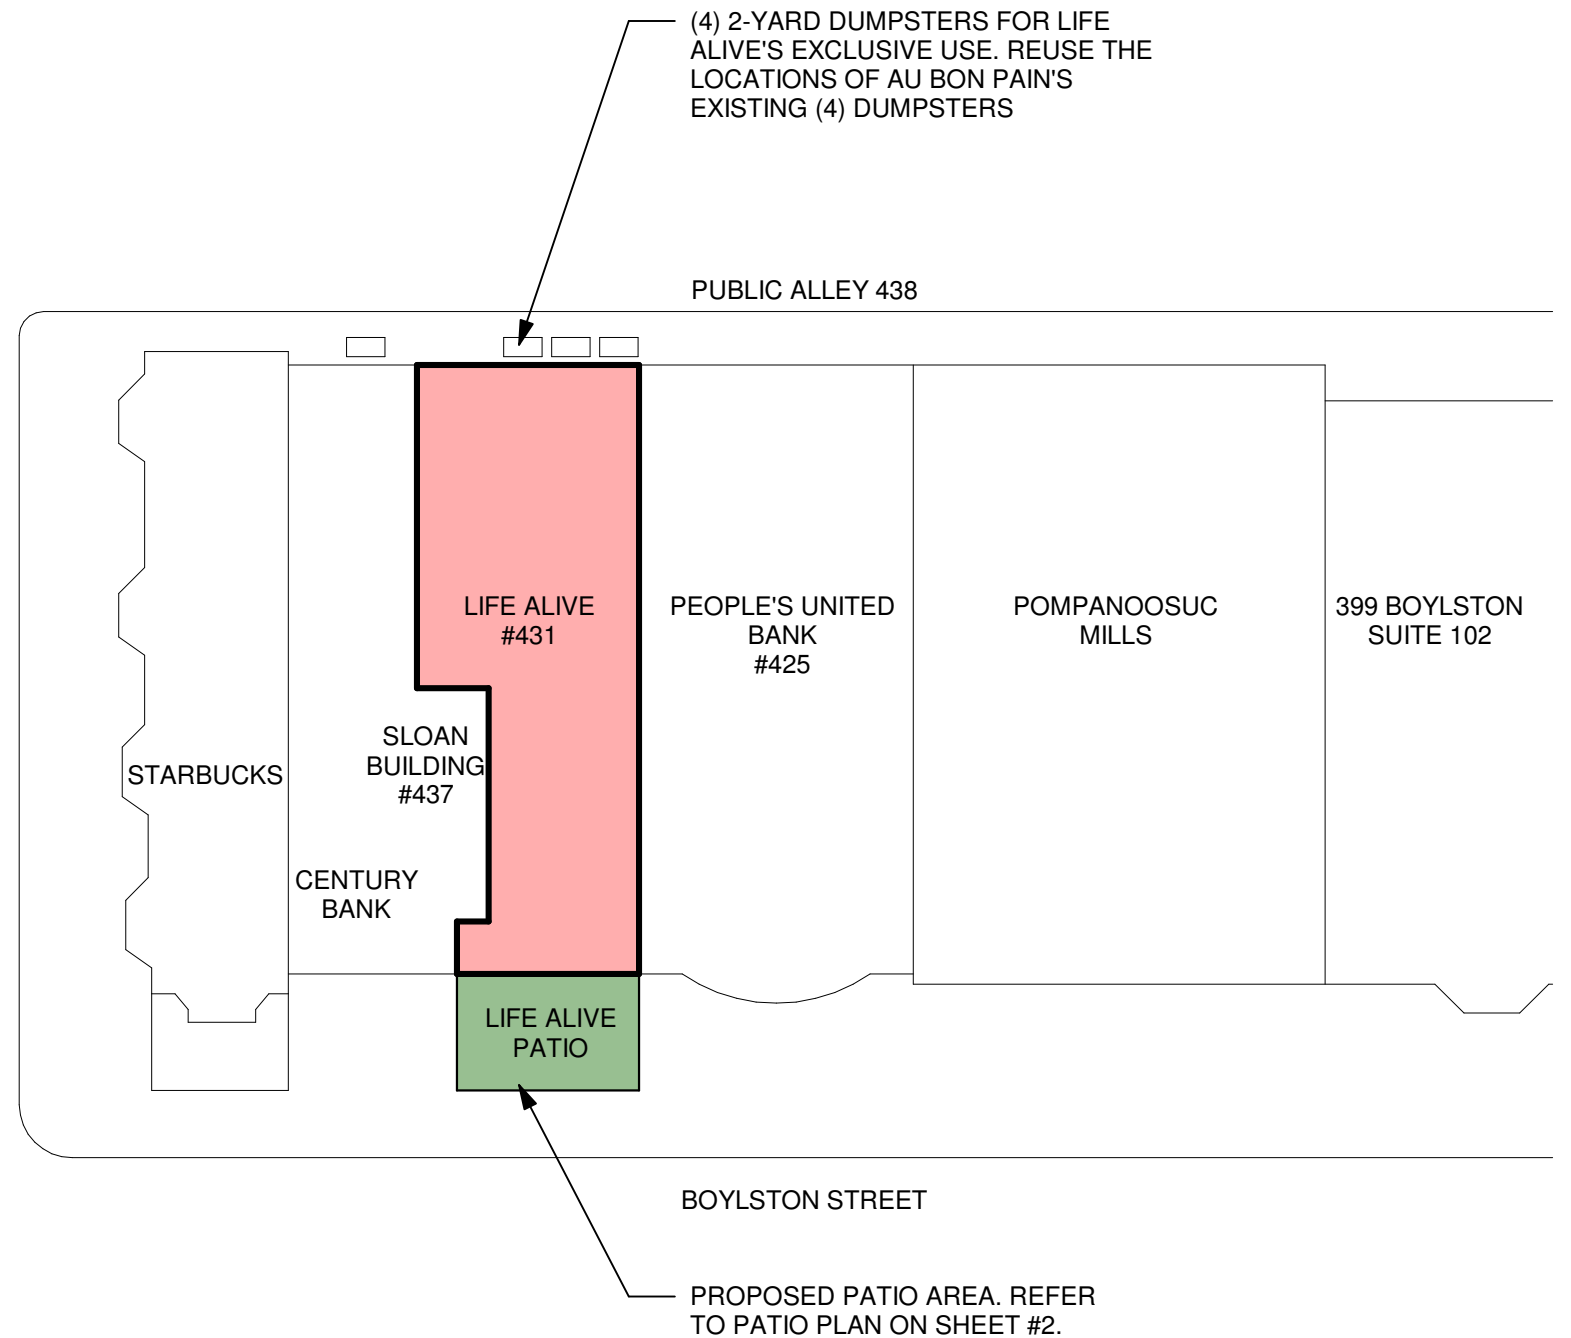 (4) 2-YARD DUMPSTERS FOR LIFE
ALIVE'S EXCLUSIVE USE. REUSE THE
LOCATIONS OF AU BON PAIN'S
EXISTING (4) DUMPSTERS
PUBLIC ALLEY 438
LIFE ALIVE
#431
PEOPLE'S UNITED
BANK
#425
POMPANOOSUC
MILLS
399 BOYLSTON
SUITE 102
SLOAN
BUILDING
#437
STARBUCKS
CENTURY
BANK
LIFE ALIVE
PATIO
BOYLSTON STREET
PROPOSED PATIO AREA. REFER
TO PATIO PLAN ON SHEET #2.